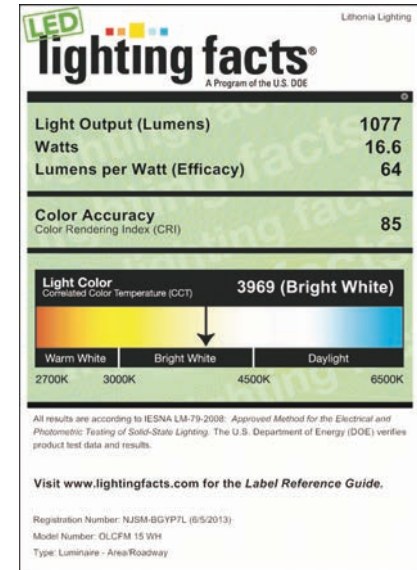 Lithonia Lighting
LED
lighting facts®
A Program of the U.S. DOE
Light Output (Lumens) 1077
Watts 16.6
Lumens per Watt (Efficacy) 64
Color Accuracy
Color Rendering Index (CRI) 85
Light Color
Correlated Color Temperature (CCT) 3969 (Bright White)
Warm White Bright White Daylight
2700K 3000K 4500K 6500K
All results are according to IESNA LM-79-2008: Approved Method for the Electrical and
Photometric Testing of Solid-State Lighting. The U.S. Department of Energy (DOE) verifies
product test data and results.
Visit www.lightingfacts.com for the Label Reference Guide.
Registration Number: NJSM-BGYP7L (6/5/2013)
Model Number: OLCFM 15 WH
Type: Luminaire - Area/Roadway